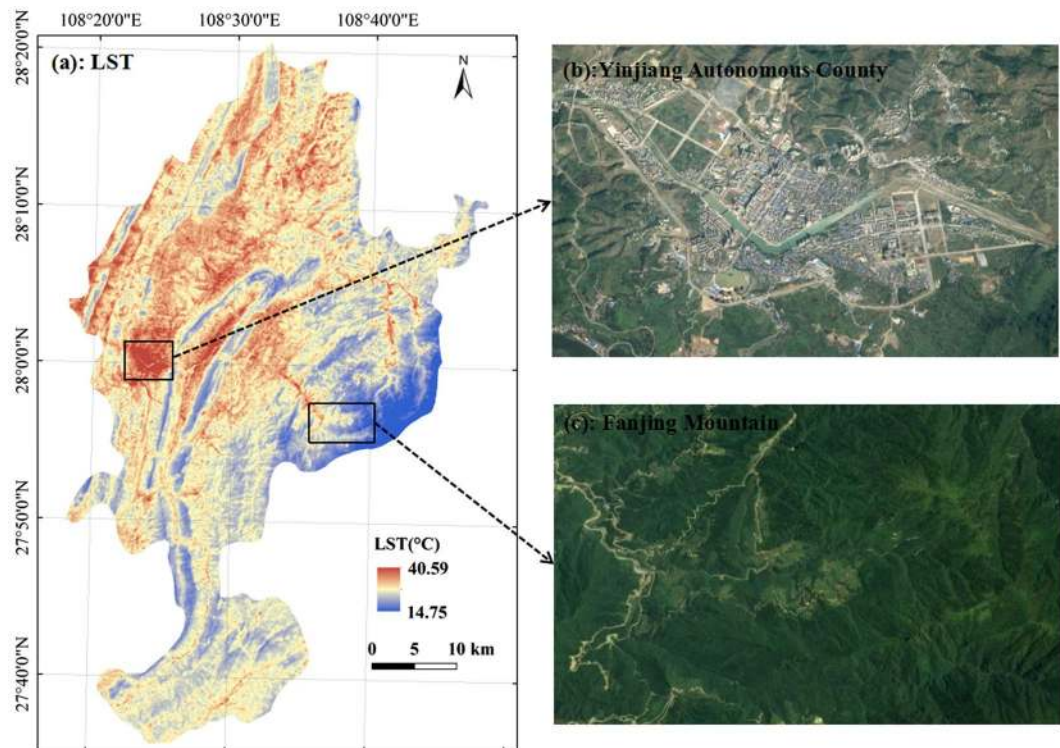 108°20'0"E 108°30'0"E 108°40'0"E
28°20'0"N
28°10'0"N
28°0'0"N
27°50'0"N
27°40'0"N
(a): LST
N
LST(°C)
40.59
14.75
0 5 10 km
(b):Yinjiang Autonomous County
(c): Fanjing Mountain